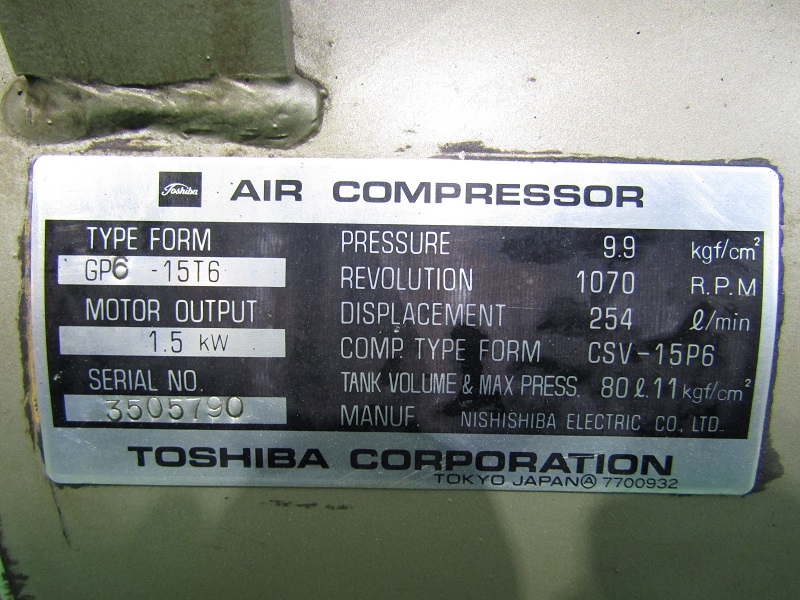 Toshiba AIR COMPRESSOR
TYPE FORM
GP6 -15T6
MOTOR OUTPUT
1.5 kW
SERIAL NO.
3505790
PRESSURE 9.9 kgf/cm²
REVOLUTION 1070 R.P.M
DISPLACEMENT 254 ℓ/min
COMP. TYPE FORM CSV-15P6
TANK VOLUME & MAX PRESS. 80 ℓ.11 kgf/cm²
MANUF. NISHISHIBA ELECTRIC CO., LTD.
TOSHIBA CORPORATION
TOKYO JAPAN Ⓐ 7700932